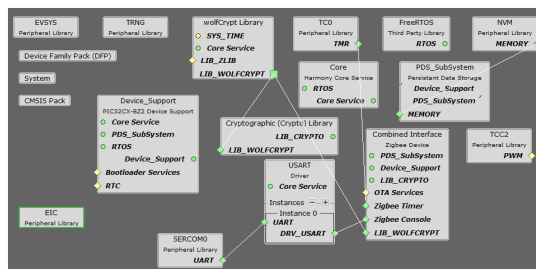 EVSYS
Peripheral Library
TRNG
Peripheral Library
wolfCrypt Library
SYS_TIME
Core Service
LIB_ZLIB
LIB_WOLFCRYPT
TC0
Peripheral Library
TMR
FreeRTOS
Third Party Library
RTOS
NVM
Peripheral Library
MEMORY
Device Family Pack (DFP)
System
CMSIS Pack
Core
Harmony Core Service
RTOS
Core Service
PDS_SubSystem
Persistent Data Storage
Device_Support
PDS_SubSystem
MEMORY
Device_Support
PIC32CX-BZ2 Device Support
Core Service
PDS_SubSystem
RTOS
Device_Support
Bootloader Services
RTC
Cryptographic (Crypto) Library
LIB_CRYPTO
LIB_WOLFCRYPT
Combined Interface
Zigbee Device
PDS_SubSystem
Device_Support
LIB_CRYPTO
OTA Services
Zigbee Timer
Zigbee Console
LIB_WOLFCRYPT
TCC2
Peripheral Library
PWM
USART
Driver
Core Service
Instances
Instance 0
UART
DRV_USART
EIC
Peripheral Library
SERCOM0
Peripheral Library
UART